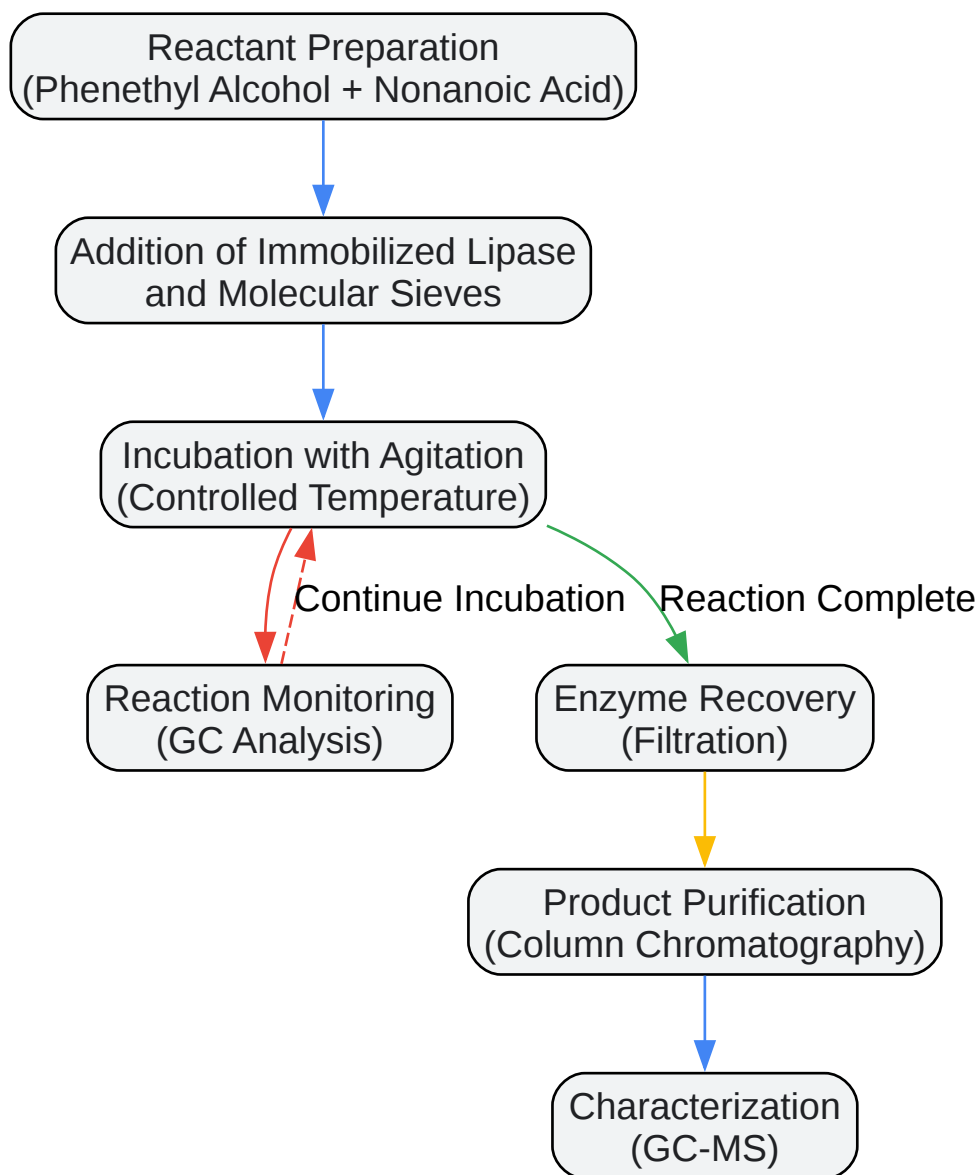 Reactant Preparation
(Phenethyl Alcohol + Nonanoic Acid)
Addition of Immobilized Lipase
and Molecular Sieves
Incubation with Agitation
(Controlled Temperature)
Continue Incubation
Reaction Complete
Reaction Monitoring
(GC Analysis)
Enzyme Recovery
(Filtration)
Product Purification
(Column Chromatography)
Characterization
(GC-MS)